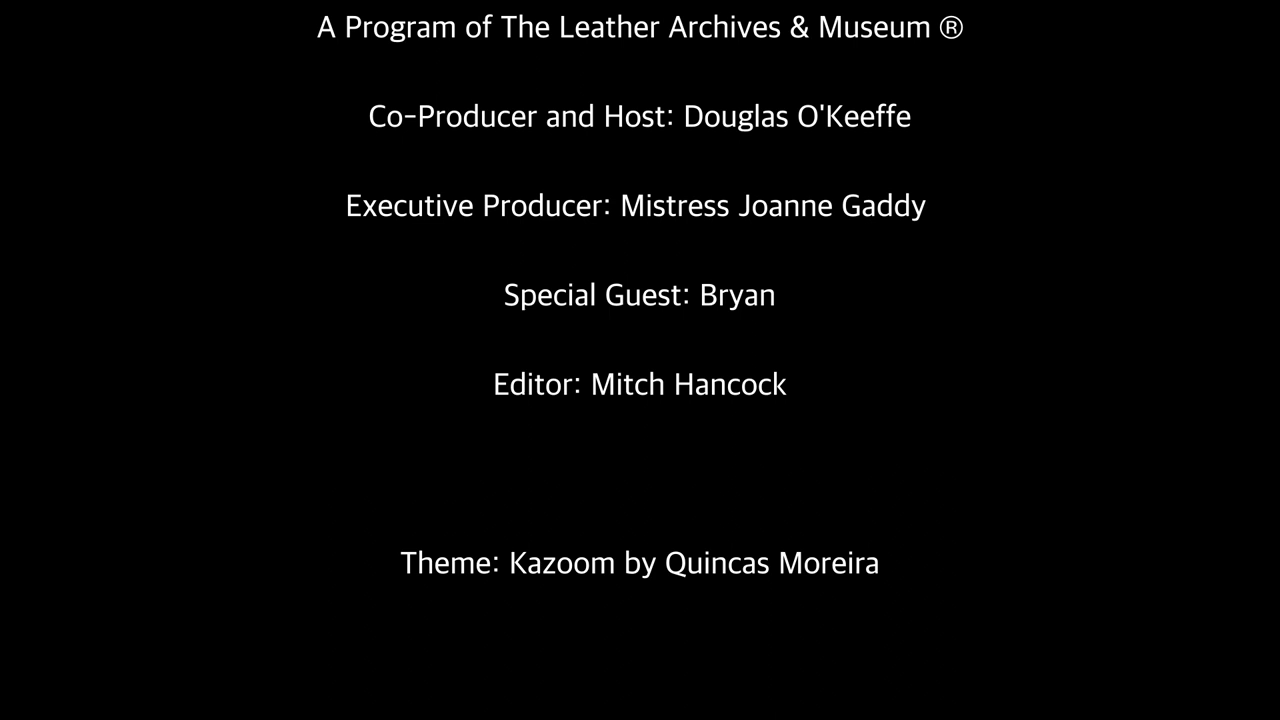 A Program of The Leather Archives & Museum ®
Co-Producer and Host: Douglas O'Keeffe
Executive Producer: Mistress Joanne Gaddy
Special Guest: Bryan
Editor: Mitch Hancock
Theme: Kazoom by Quincas Moreira